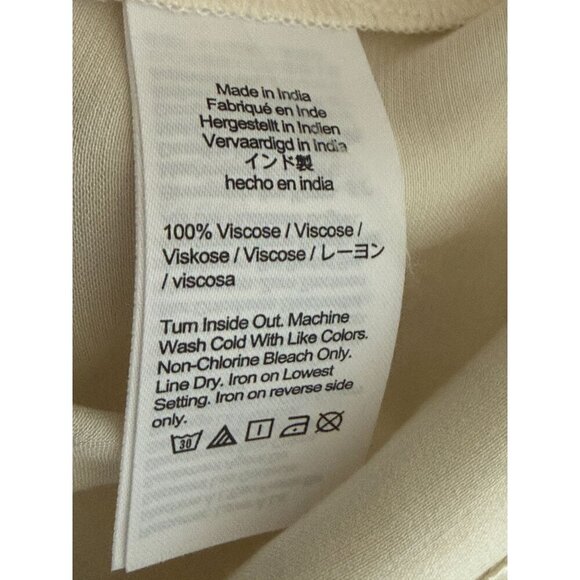 Made in India
Fabriqué en Inde
Hergestellt in Indien
Vervaardigd in India
インド製
hecho en india
100% Viscose / Viscose /
Viskose / Viscose / レーヨン
/ viscosa
Turn Inside Out. Machine
Wash Cold With Like Colors.
Non-Chlorine Bleach Only.
Line Dry. Iron on Lowest
Setting. Iron on reverse side
only.
30